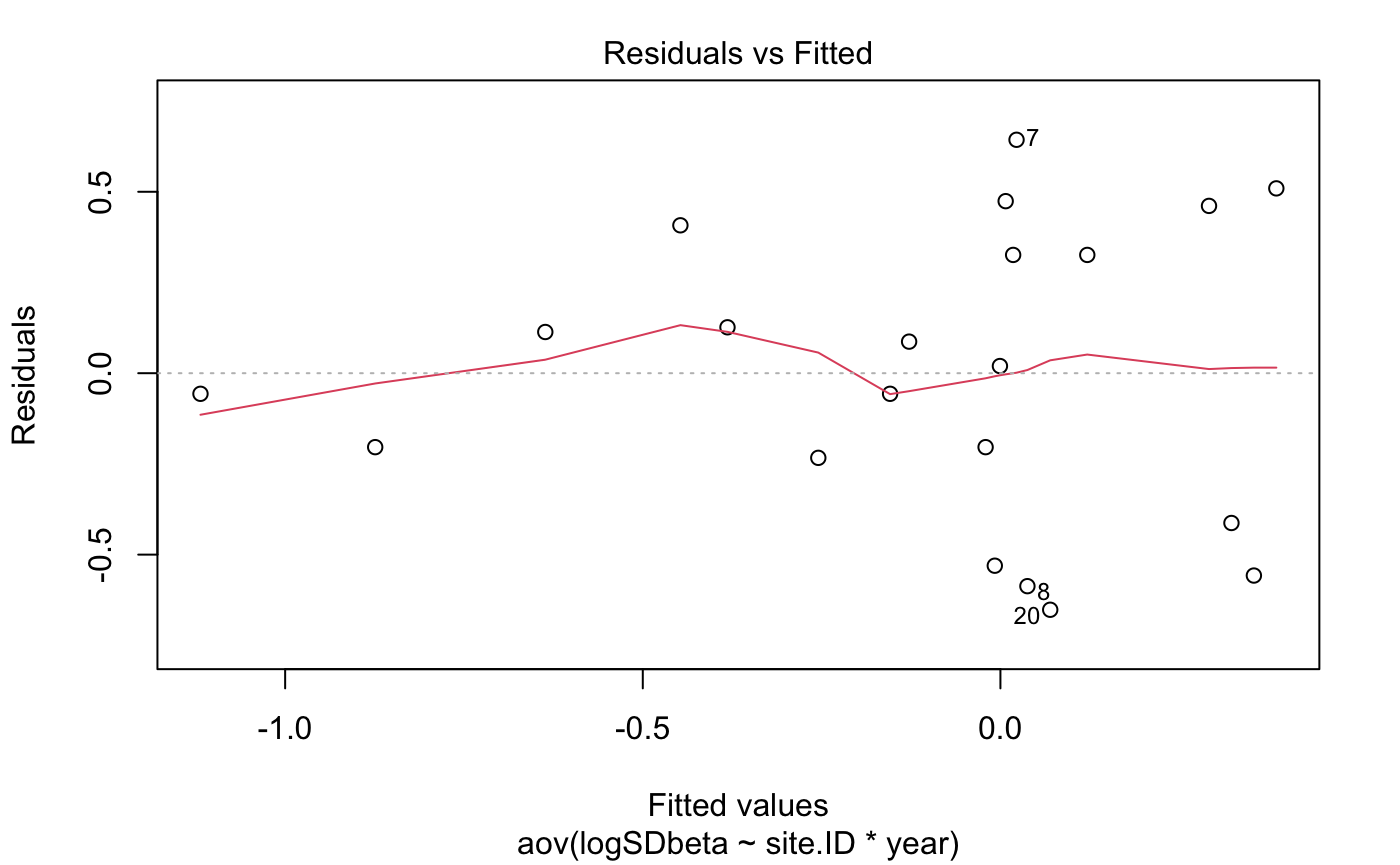 Residuals vs Fitted
Residuals
0.5
0.0
-0.5
7
8
20
-1.0
-0.5
0.0
Fitted values
aov(logSDbeta ~ site.ID * year)